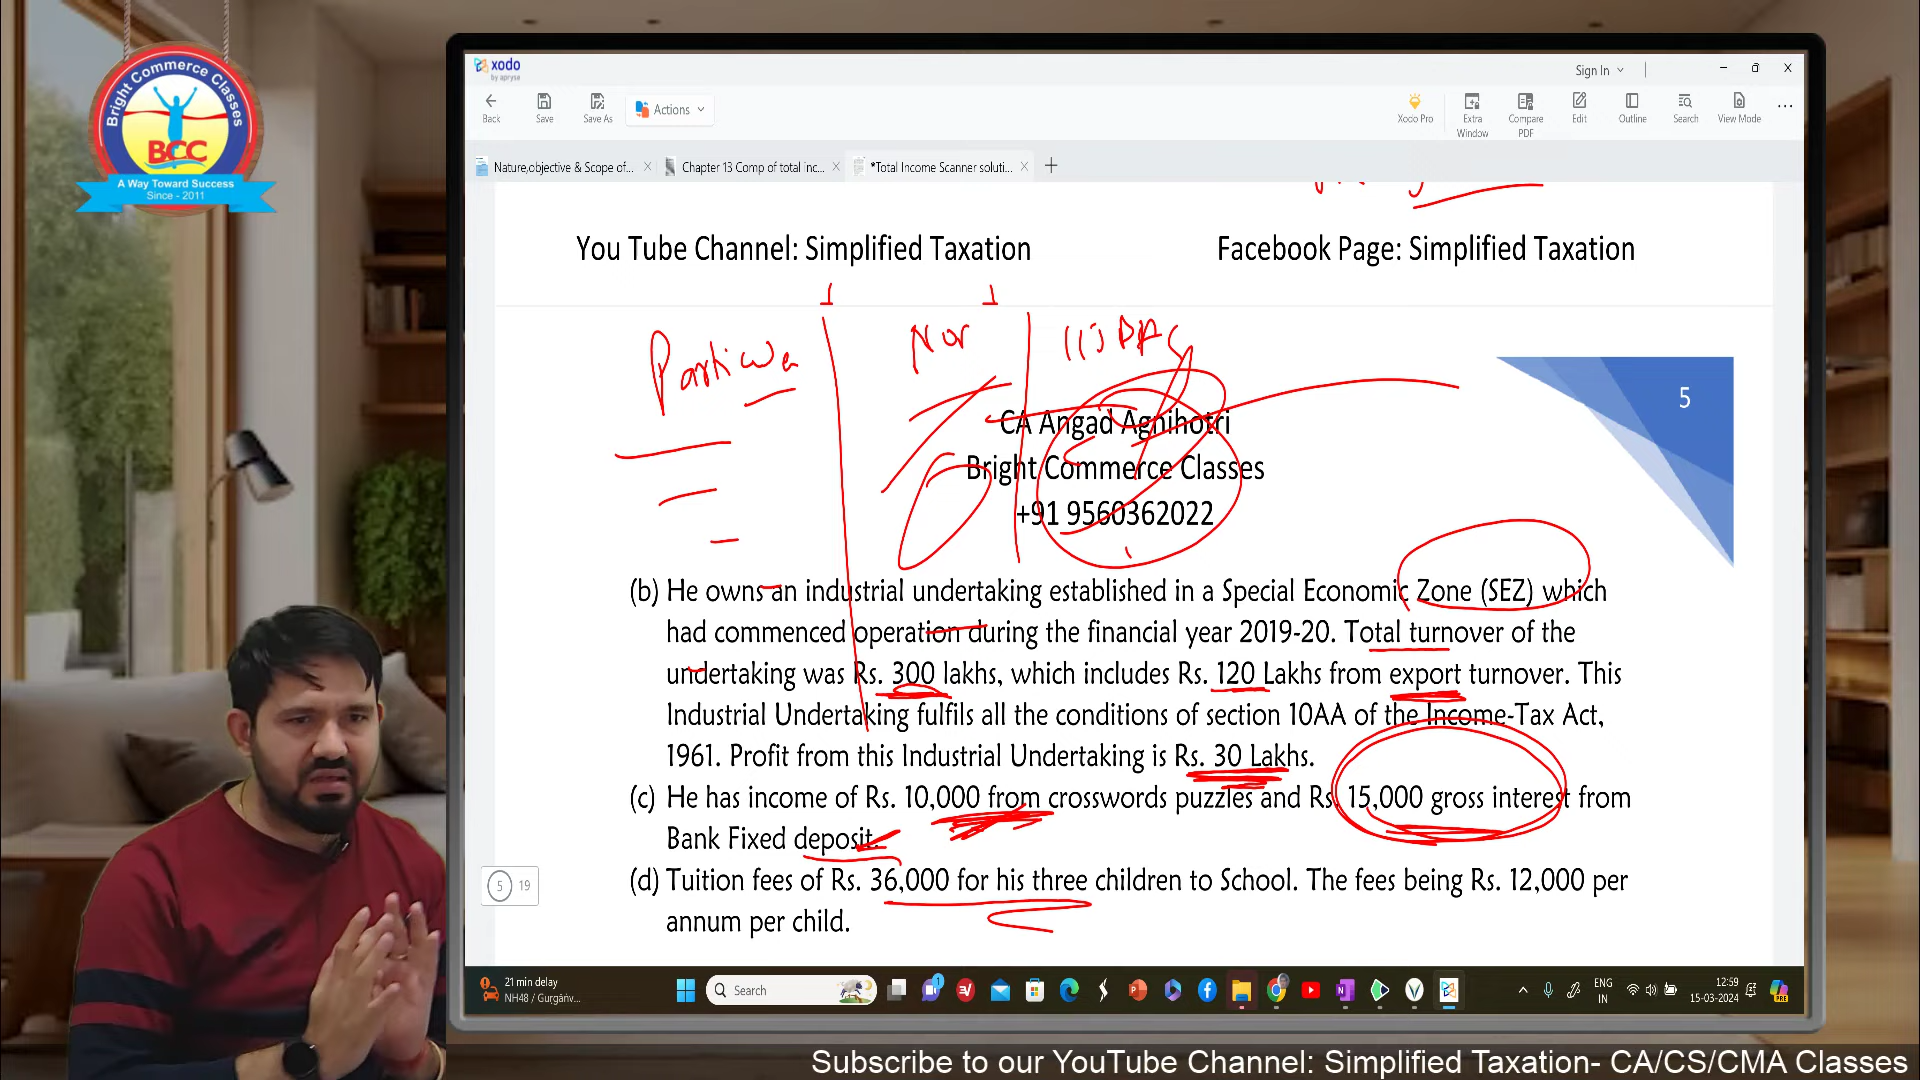 Bright Commerce Classes
BCC
A Way Toward Success
Since - 2011
xodo
by apryse
Sign In
Back
Save
Save As
Actions
Xodo Pro
Extra Window
Compare PDF
Edit
Outline
Search
View Mode
Nature,objective & Scope of...
Chapter 13 Comp of total inc...
*Total Income Scanner soluti...
You Tube Channel: Simplified Taxation
Facebook Page: Simplified Taxation
Nor
115BAC
5
CA Angad Agnihotri
Bright Commerce Classes
+91 9560362022
(b) He owns an industrial undertaking established in a Special Economic Zone (SEZ) which
had commenced operation during the financial year 2019-20. Total turnover of the
undertaking was Rs. 300 lakhs, which includes Rs. 120 Lakhs from export turnover. This
Industrial Undertaking fulfils all the conditions of section 10AA of the Income-Tax Act,
1961. Profit from this Industrial Undertaking is Rs. 30 Lakhs.
(c) He has income of Rs. 10,000 from crosswords puzzles and Rs. 15,000 gross interest from
Bank Fixed deposit.
(d) Tuition fees of Rs. 36,000 for his three children to School. The fees being Rs. 12,000 per
annum per child.
5 19
21 min delay
NH48 / Gurgānv...
Search
ENG
IN
12:59
15-03-2024
Subscribe to our YouTube Channel: Simplified Taxation- CA/CS/CMA Classes